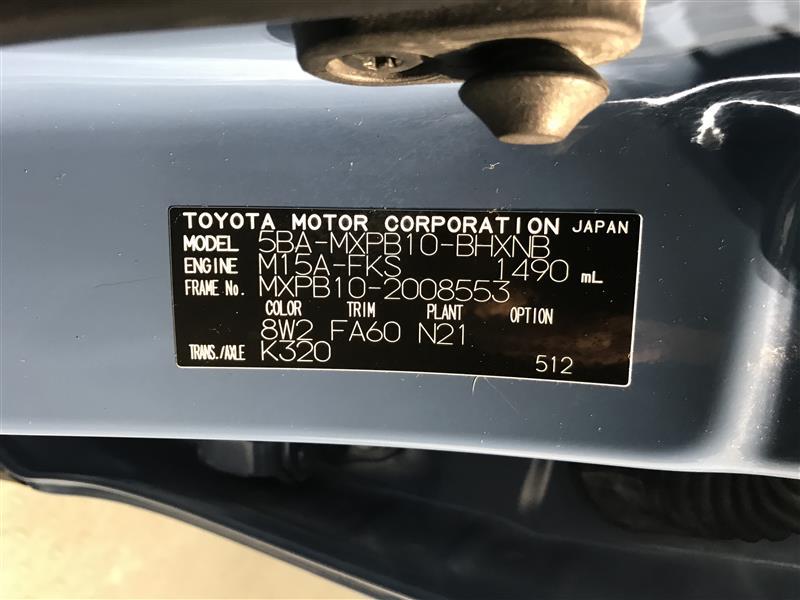 TOYOTA MOTOR CORPORATION JAPAN
MODEL 5BA-MXPB10-BHXNB
ENGINE M15A-FKS 1490 mL
FRAME No. MXPB10-2008553
COLOR TRIM PLANT OPTION
8W2 FA60 N21
TRANS./AXLE K320 512